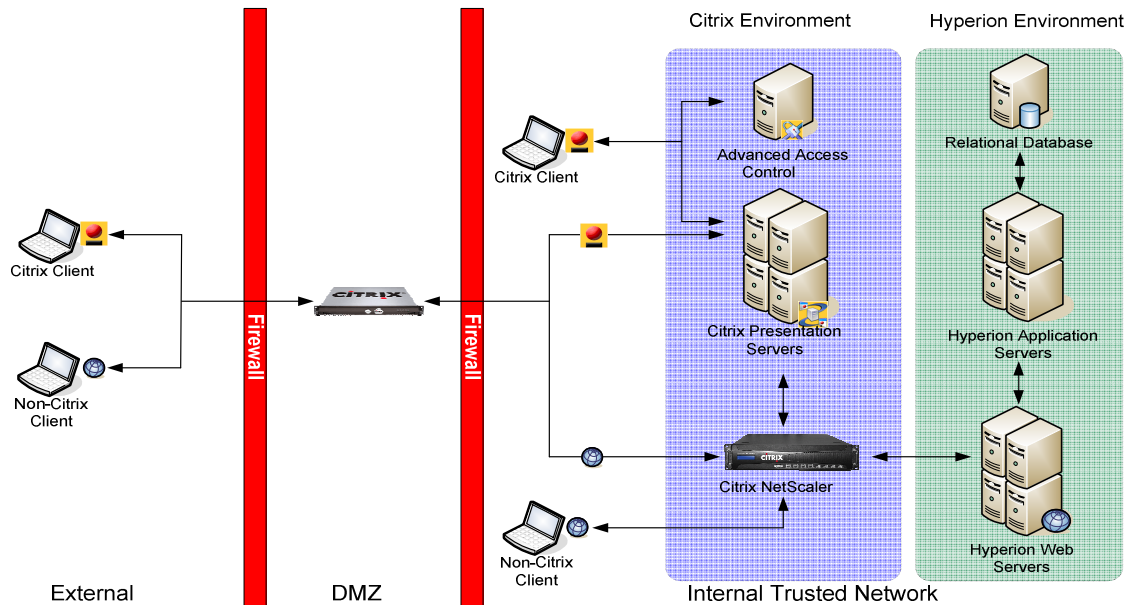 Citrix Environment
Hyperion Environment
Relational Database
Advanced Access
Control
Citrix Client
Citrix Client
CITRIX
Firewall
Firewall
Citrix Presentation
Servers
Hyperion Application
Servers
Non-Citrix
Client
CITRIX
Citrix NetScaler
Non-Citrix
Client
Hyperion Web
Servers
External
DMZ
Internal Trusted Network